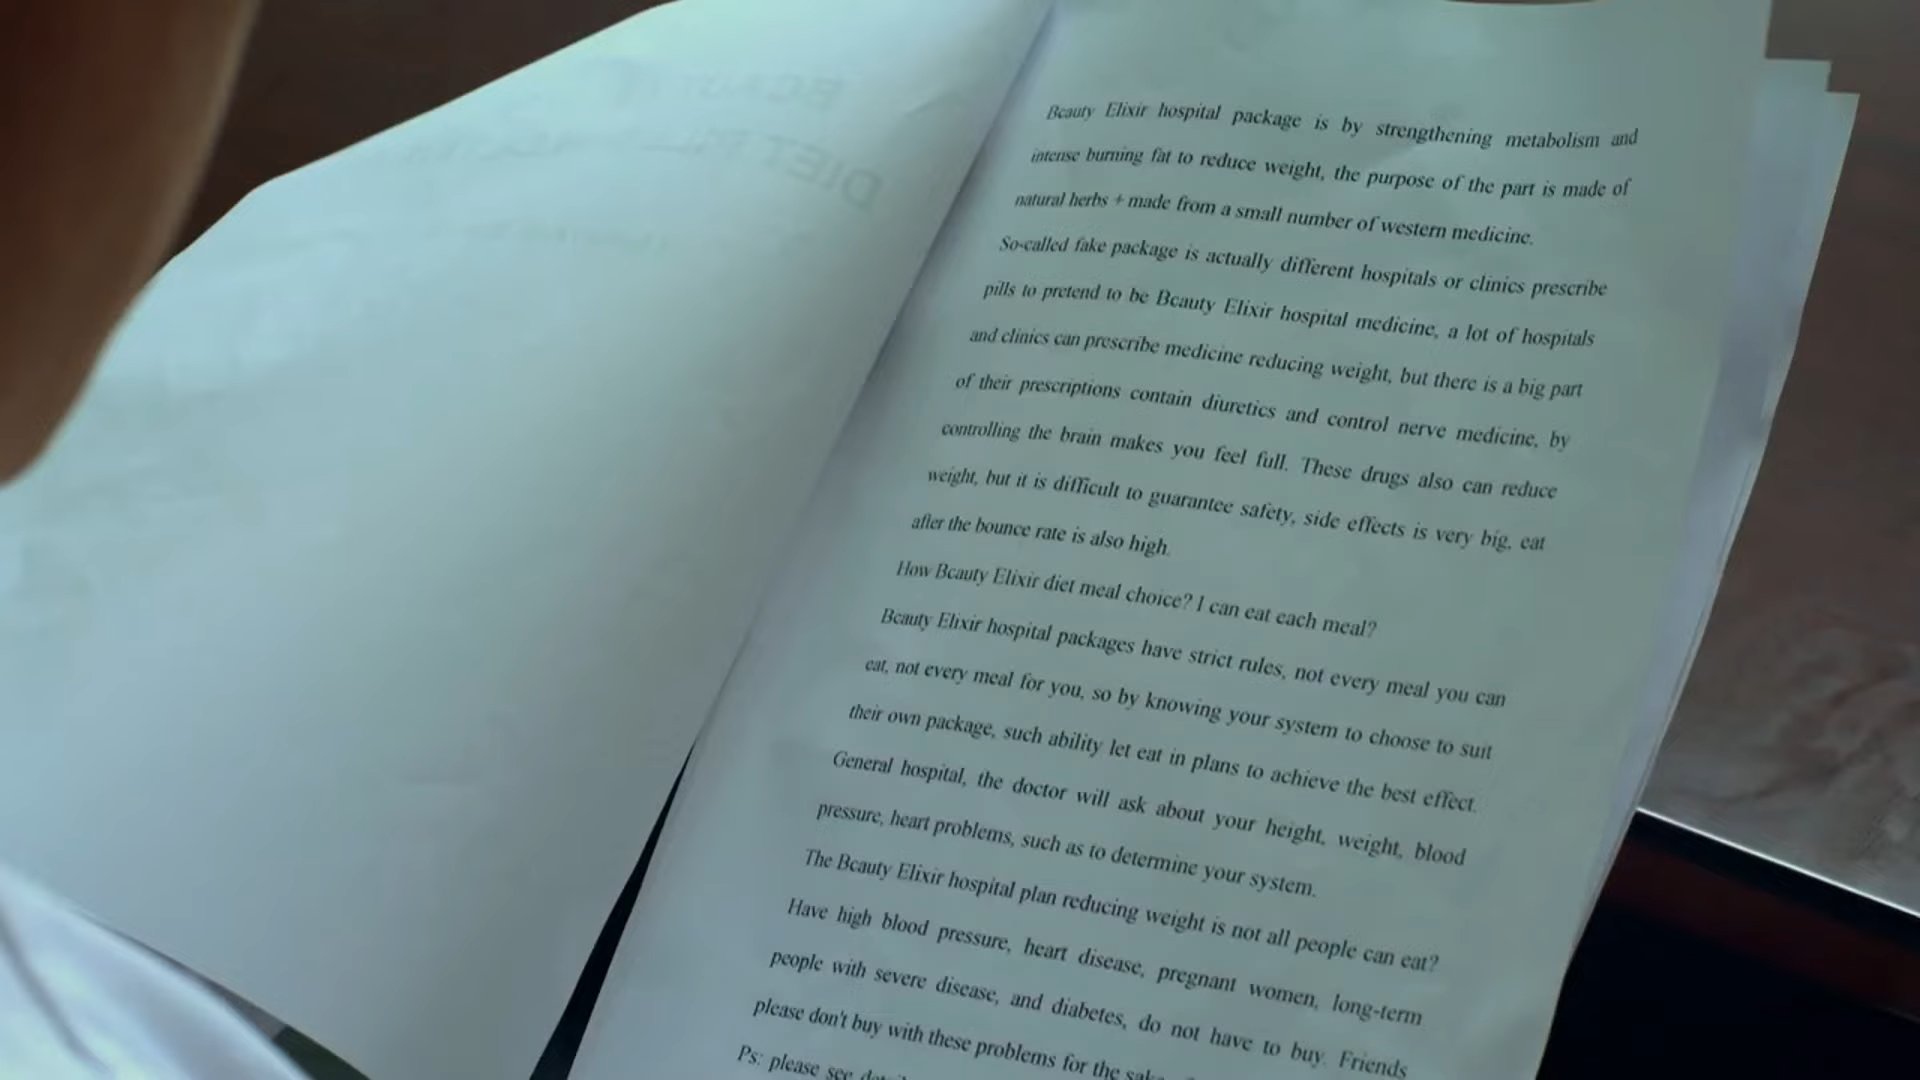 BCAU
DIET PIL
Bcauty Elixir hospital package is by strengthening metabolism and
intense burning fat to reduce weight, the purpose of the part is made of
natural herbs + made from a small number of western medicine.
So-called fake package is actually different hospitals or clinics prescribe
pills to pretend to be Bcauty Elixir hospital medicine, a lot of hospitals
and clinics can prescribe medicine reducing weight, but there is a big part
of their prescriptions contain diuretics and control nerve medicine, by
controlling the brain makes you feel full. These drugs also can reduce
weight, but it is difficult to guarantee safety, side effects is very big, eat
after the bounce rate is also high.
How Bcauty Elixir diet meal choice? I can eat each meal?
Bcauty Elixir hospital packages have strict rules, not every meal you can
eat, not every meal for you, so by knowing your system to choose to suit
their own package, such ability let eat in plans to achieve the best effect.
General hospital, the doctor will ask about your height, weight, blood
pressure, heart problems, such as to determine your system.
The Bcauty Elixir hospital plan reducing weight is not all people can eat?
Have high blood pressure, heart disease, pregnant women, long-term
people with severe disease, and diabetes, do not have to buy. Friends
please don't buy with these problems for the sake
Ps: please see